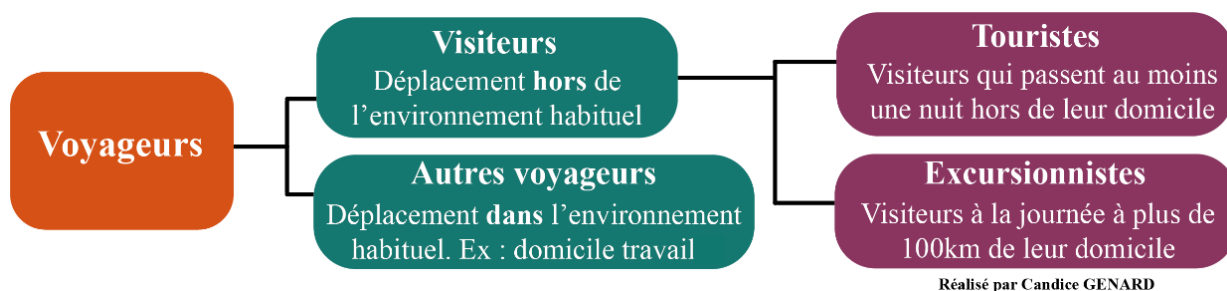 Voyageurs
Visiteurs
Déplacement hors de
l’environnement habituel
Autres voyageurs
Déplacement dans l’environnement
habituel. Ex : domicile travail
Touristes
Visiteurs qui passent au moins
une nuit hors de leur domicile
Excursionnistes
Visiteurs à la journée à plus de
100km de leur domicile
Réalisé par Candice GENARD